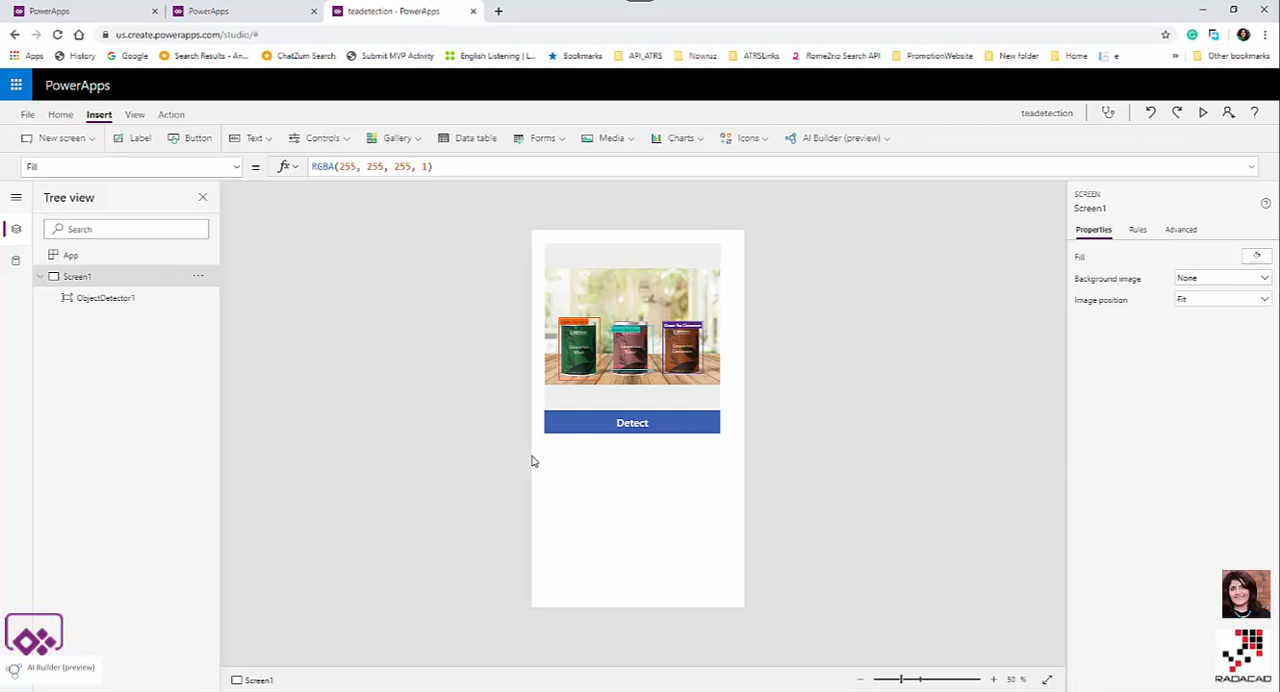 PowerApps
PowerApps
teadetection - PowerApps
us.create.powerapps.com/studio/#
Apps
History
Google
Search Results - An...
ChatZum Search
Submit MVP Activity
English Listening | L...
Bookmarks
API_ATRS
Nowruz
ATRSLinks
RomeZrio Search API
PromotionWebsite
New folder
Home
e
Other bookmarks
PowerApps
File
Home
Insert
View
Action
teadetection
New screen
Label
Button
Text
Controls
Gallery
Data table
Forms
Media
Charts
Icons
AI Builder (preview)
Fill
=
fx
RGBA(255, 255, 255, 1)
Tree view
Search
App
Screen1
ObjectDetector1
Green Tea Cinnamon
Detect
SCREEN
Screen1
Properties
Rules
Advanced
Fill
Background image
None
Image position
Fit
AI Builder (preview)
Screen1
50 %
RADACAD